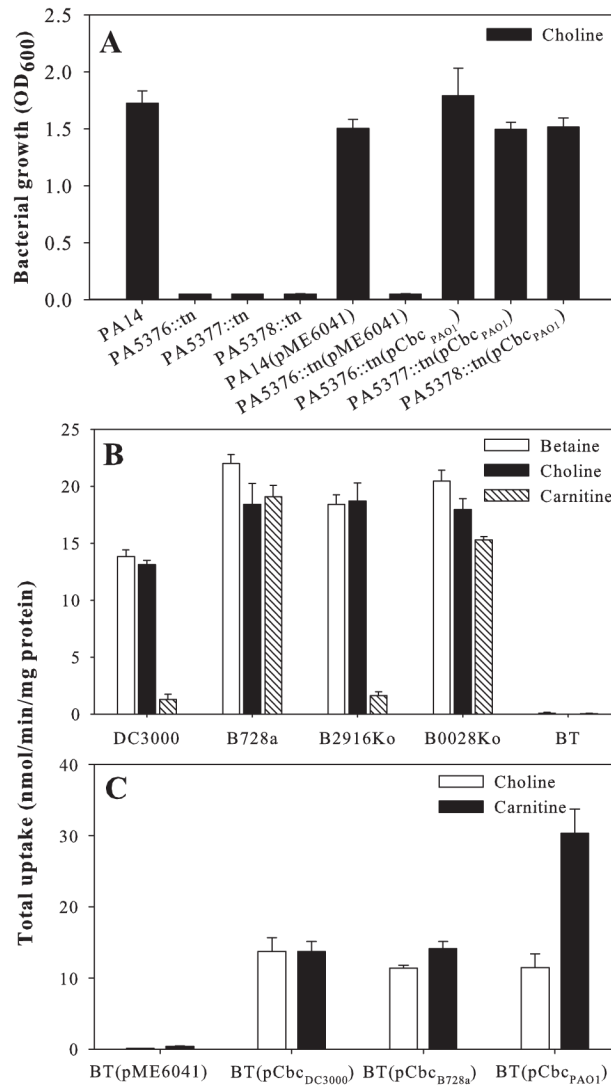 A
Choline
Bacterial growth (OD600)
2.5
2.0
1.5
1.0
0.5
0.0
PA14
PA5376::tn
PA5377::tn
PA5378::tn
PA14(pME6041)
PA5376::tn(pME6041)
PA5376::tn(pCbcPAO1)
PA5377::tn(pCbcPAO1)
PA5378::tn(pCbcPAO1)
B
Betaine
Choline
Carnitine
25
20
15
10
5
0
DC3000 B728a B2916Ko B0028Ko BT
Total uptake (nmol/min/mg protein)
C
Choline
Carnitine
40
30
20
10
0
BT(pME6041) BT(pCbcDC3000) BT(pCbcB728a) BT(pCbcPAO1)